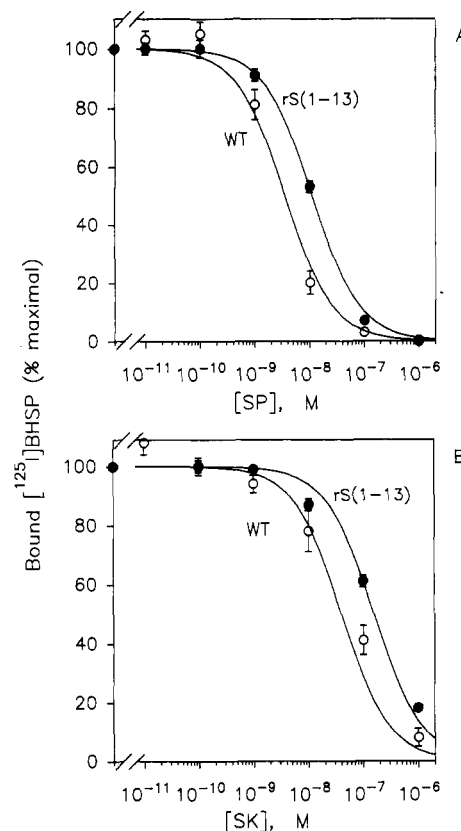 A
100
80
60
40
20
0
rS(1-13)
WT
10⁻¹¹ 10⁻¹⁰ 10⁻⁹ 10⁻⁸ 10⁻⁷ 10⁻⁶
[SP], M
Bound [¹²⁵I]BHSP (% maximal)
B
100
80
60
40
20
0
rS(1-13)
WT
10⁻¹¹ 10⁻¹⁰ 10⁻⁹ 10⁻⁸ 10⁻⁷ 10⁻⁶
[SK], M